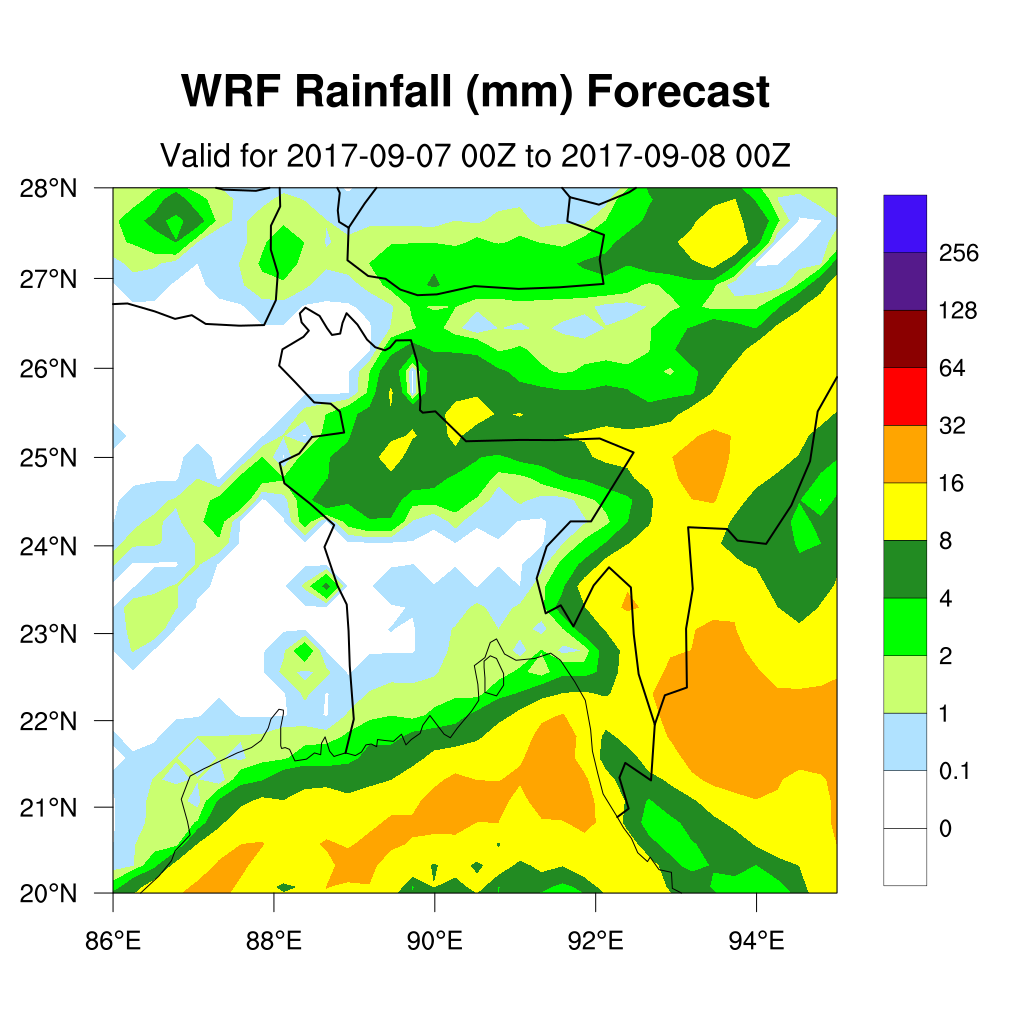 WRF Rainfall (mm) Forecast
Valid for 2017-09-07 00Z to 2017-09-08 00Z
28°N
27°N
26°N
25°N
24°N
23°N
22°N
21°N
20°N
86°E 88°E 90°E 92°E 94°E
256
128
64
32
16
8
4
2
1
0.1
0